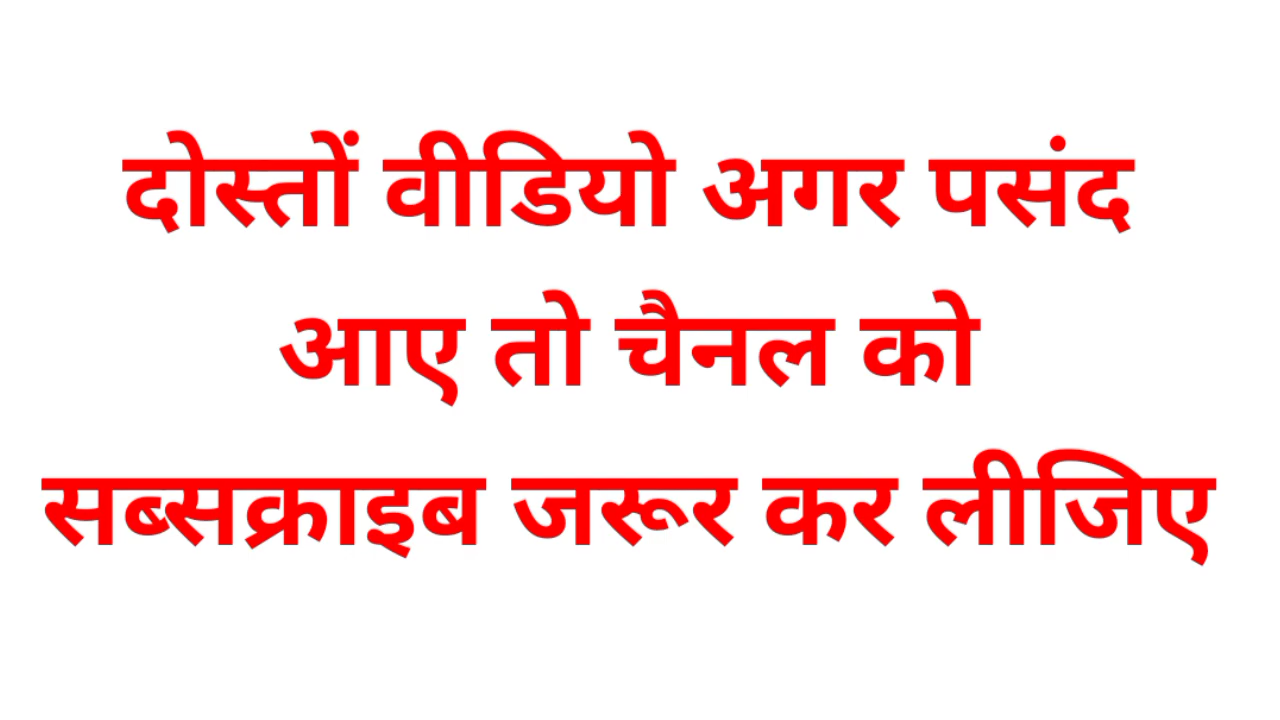 दोस्तों वीडियो अगर पसंद
आए तो चैनल को
सब्सक्राइब जरूर कर लीजिए